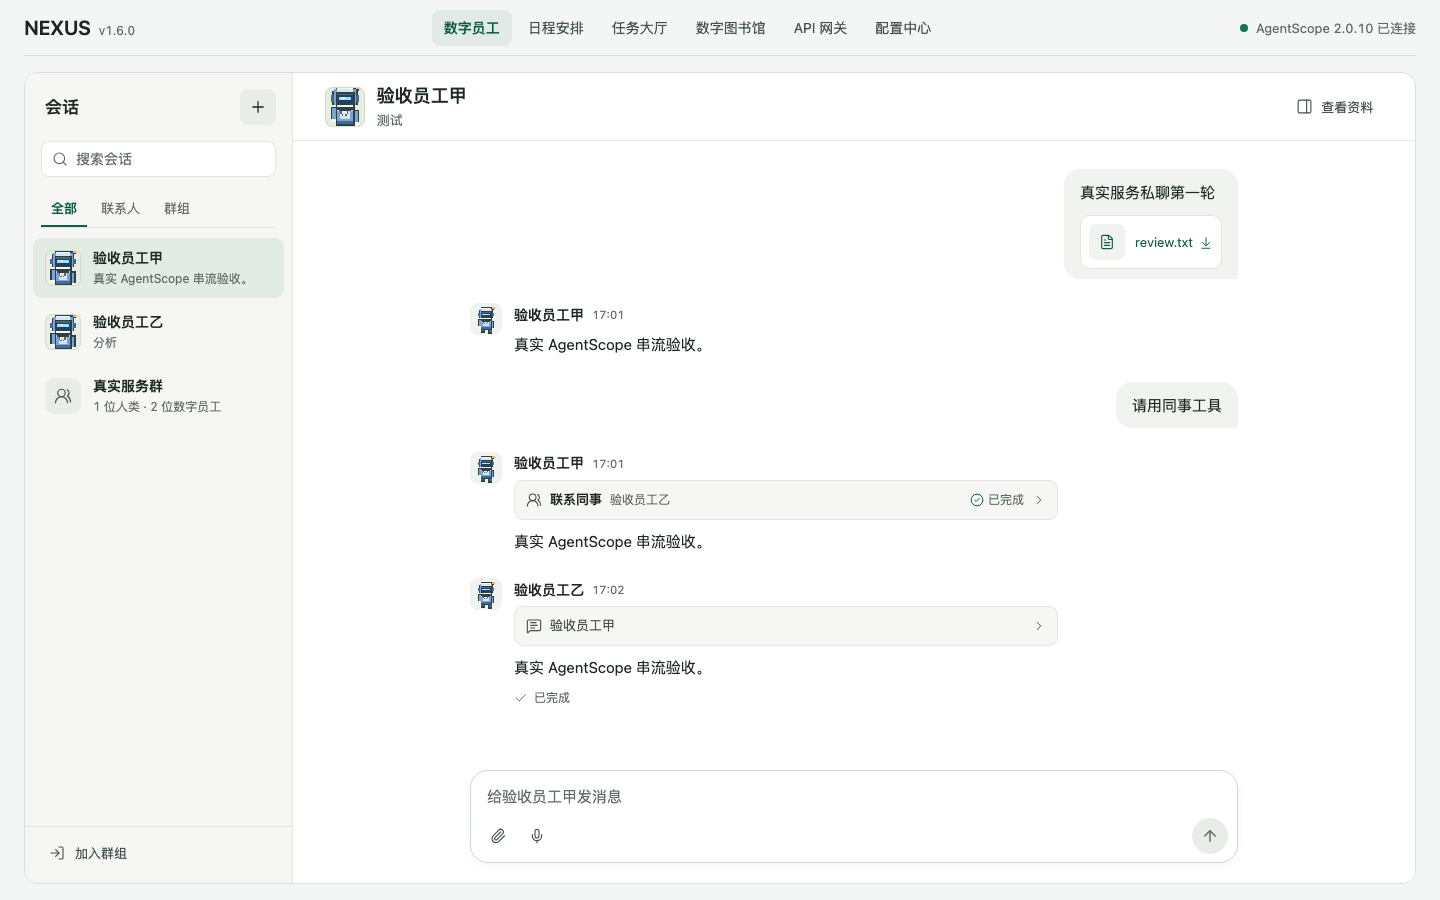 NEXUS v1.6.0
数字员工 日程安排 任务大厅 数字图书馆 API 网关 配置中心
AgentScope 2.0.10 已连接
会话
搜索会话
全部 联系人 群组
验收员工甲
真实 AgentScope 串流验收。
验收员工乙
分析
真实服务群
1 位人类 · 2 位数字员工
加入群组
验收员工甲
测试
查看资料
真实服务私聊第一轮
review.txt
验收员工甲 17:01
真实 AgentScope 串流验收。
请用同事工具
验收员工甲 17:01
联系同事 验收员工乙 已完成
真实 AgentScope 串流验收。
验收员工乙 17:02
验收员工甲
真实 AgentScope 串流验收。
已完成
给验收员工甲发消息